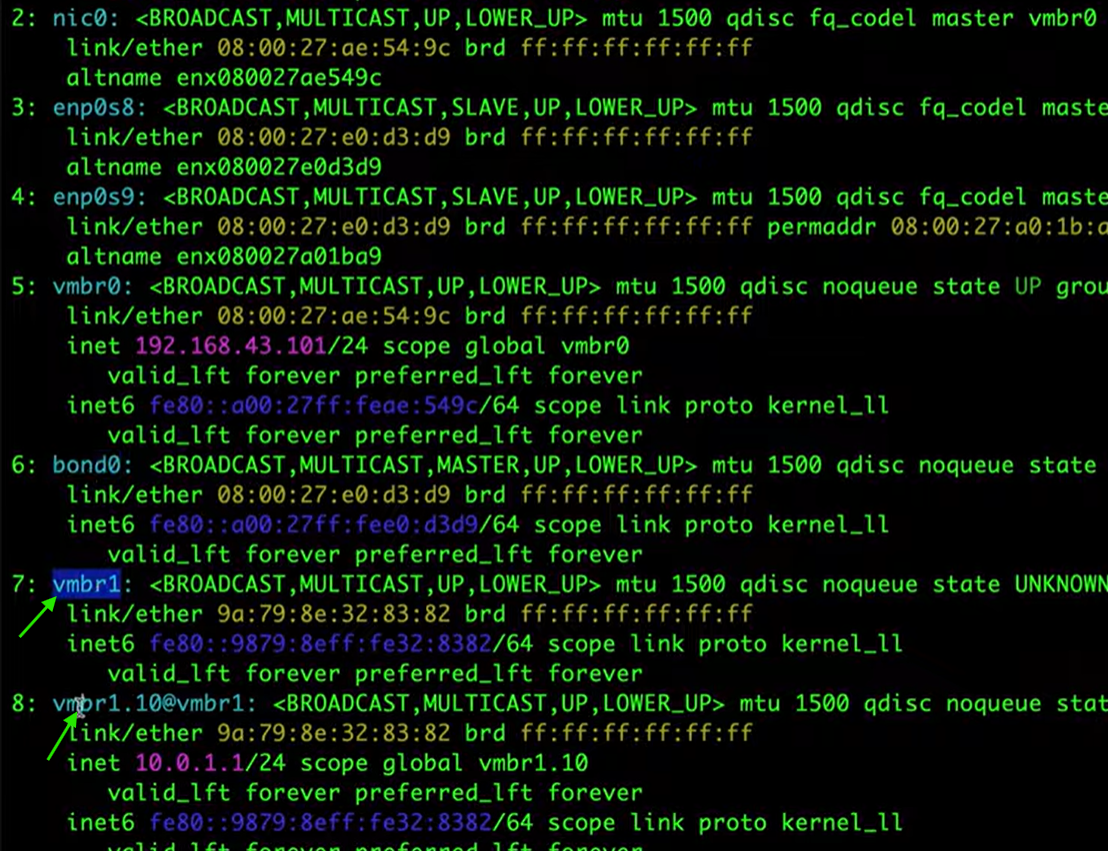 2: nic0: <BROADCAST,MULTICAST,UP,LOWER_UP> mtu 1500 qdisc fq_codel master vmbr0
link/ether 08:00:27:ae:54:9c brd ff:ff:ff:ff:ff:ff
altname enx080027ae549c
3: enp0s8: <BROADCAST,MULTICAST,SLAVE,UP,LOWER_UP> mtu 1500 qdisc fq_codel maste
link/ether 08:00:27:e0:d3:d9 brd ff:ff:ff:ff:ff:ff
altname enx080027e0d3d9
4: enp0s9: <BROADCAST,MULTICAST,SLAVE,UP,LOWER_UP> mtu 1500 qdisc fq_codel maste
link/ether 08:00:27:e0:d3:d9 brd ff:ff:ff:ff:ff:ff permaddr 08:00:27:a0:1b:a
altname enx080027a01ba9
5: vmbr0: <BROADCAST,MULTICAST,UP,LOWER_UP> mtu 1500 qdisc noqueue state UP grou
link/ether 08:00:27:ae:54:9c brd ff:ff:ff:ff:ff:ff
inet 192.168.43.101/24 scope global vmbr0
valid_lft forever preferred_lft forever
inet6 fe80::a00:27ff:feae:549c/64 scope link proto kernel_ll
valid_lft forever preferred_lft forever
6: bond0: <BROADCAST,MULTICAST,MASTER,UP,LOWER_UP> mtu 1500 qdisc noqueue state
link/ether 08:00:27:e0:d3:d9 brd ff:ff:ff:ff:ff:ff
inet6 fe80::a00:27ff:fee0:d3d9/64 scope link proto kernel_ll
valid_lft forever preferred_lft forever
7: vmbr1: <BROADCAST,MULTICAST,UP,LOWER_UP> mtu 1500 qdisc noqueue state UNKNOWN
link/ether 9a:79:8e:32:83:82 brd ff:ff:ff:ff:ff:ff
inet6 fe80::9879:8eff:fe32:8382/64 scope link proto kernel_ll
valid_lft forever preferred_lft forever
8: vmbr1.10@vmbr1: <BROADCAST,MULTICAST,UP,LOWER_UP> mtu 1500 qdisc noqueue stat
link/ether 9a:79:8e:32:83:82 brd ff:ff:ff:ff:ff:ff
inet 10.0.1.1/24 scope global vmbr1.10
valid_lft forever preferred_lft forever
inet6 fe80::9879:8eff:fe32:8382/64 scope link proto kernel_ll
valid_lft forever preferred_lft forever